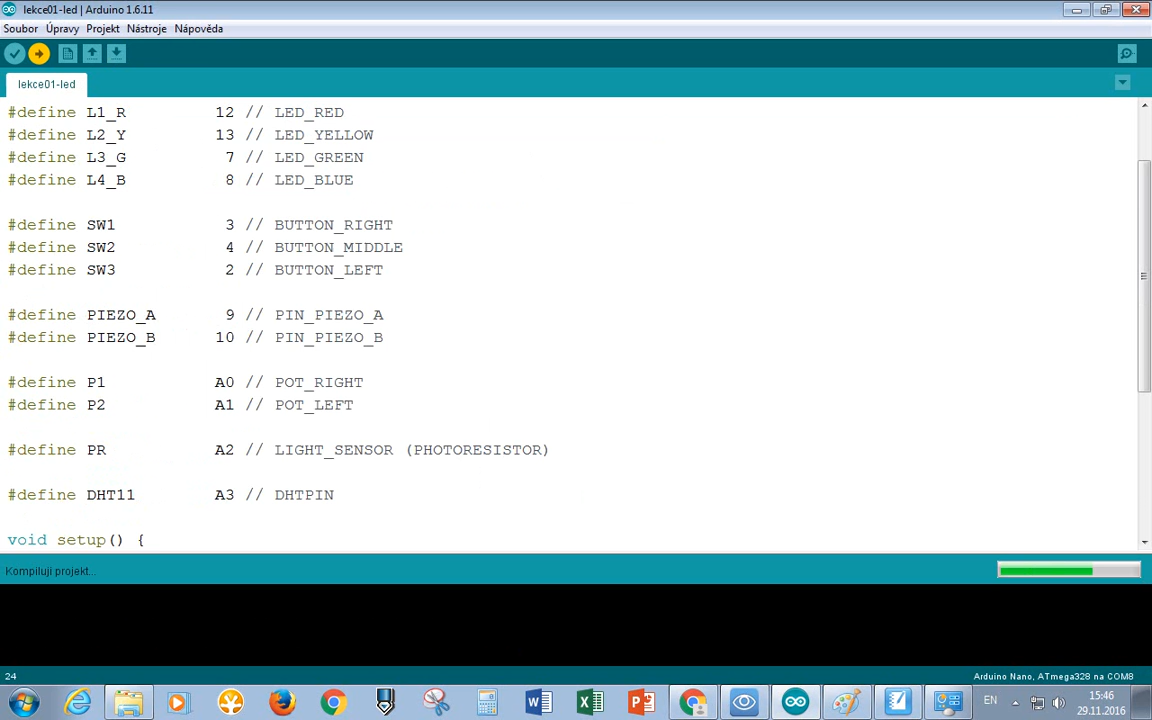 lekce01-led | Arduino 1.6.11
Soubor Úpravy Projekt Nástroje Nápověda
lekce01-led
#define L1_R 12 // LED_RED
#define L2_Y 13 // LED_YELLOW
#define L3_G 7 // LED_GREEN
#define L4_B 8 // LED_BLUE
#define SW1 3 // BUTTON_RIGHT
#define SW2 4 // BUTTON_MIDDLE
#define SW3 2 // BUTTON_LEFT
#define PIEZO_A 9 // PIN_PIEZO_A
#define PIEZO_B 10 // PIN_PIEZO_B
#define P1 A0 // POT_RIGHT
#define P2 A1 // POT_LEFT
#define PR A2 // LIGHT_SENSOR (PHOTORESISTOR)
#define DHT11 A3 // DHTPIN
void setup() {
Kompiluji projekt...
24
Arduino Nano, ATmega328 na COM8
EN
15:46
29.11.2016